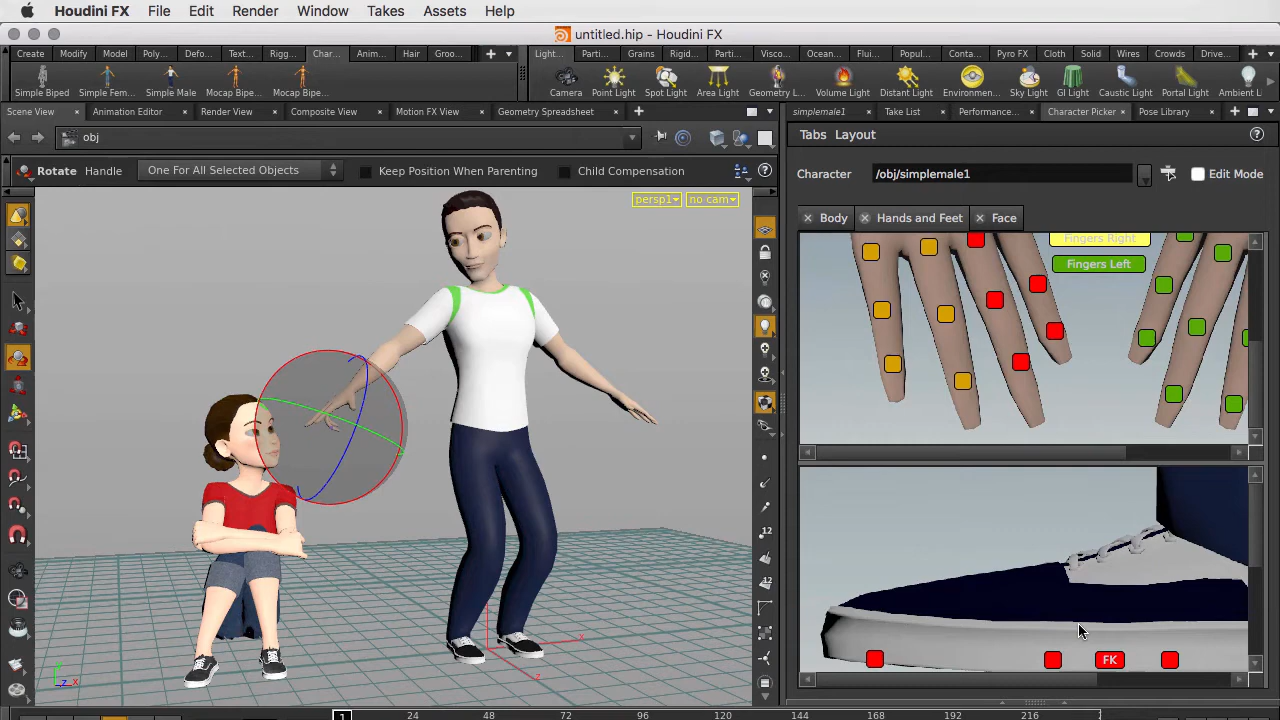 Houdini FX File Edit Render Window Takes Assets Help
untitled.hip - Houdini FX
Create Modify Model Poly... Defo... Text... Rigg... Char... Anim... Hair Groo... Light... Parti... Grains Rigid... Parti... Visco... Ocean... Flui... Popul... Conta... Pyro FX Cloth Solid Wires Crowds Drive...
Simple Biped Simple Fem... Simple Male Mocap Bipe... Mocap Bipe... Camera Point Light Spot Light Area Light Geometry L... Volume Light Distant Light Environmen... Sky Light GI Light Caustic Light Portal Light Ambient L
Scene View Animation Editor Render View Composite View Motion FX View Geometry Spreadsheet simplemale1 Take List Performance... Character Picker Pose Library
obj
Tabs Layout
Rotate Handle One For All Selected Objects Keep Position When Parenting Child Compensation
Character /obj/simplemale1 Edit Mode
persp1 no cam
Body Hands and Feet Face
Fingers Right
Fingers Left
12
12
FK
x
z
y
z x
1 24 48 72 96 120 144 168 192 216